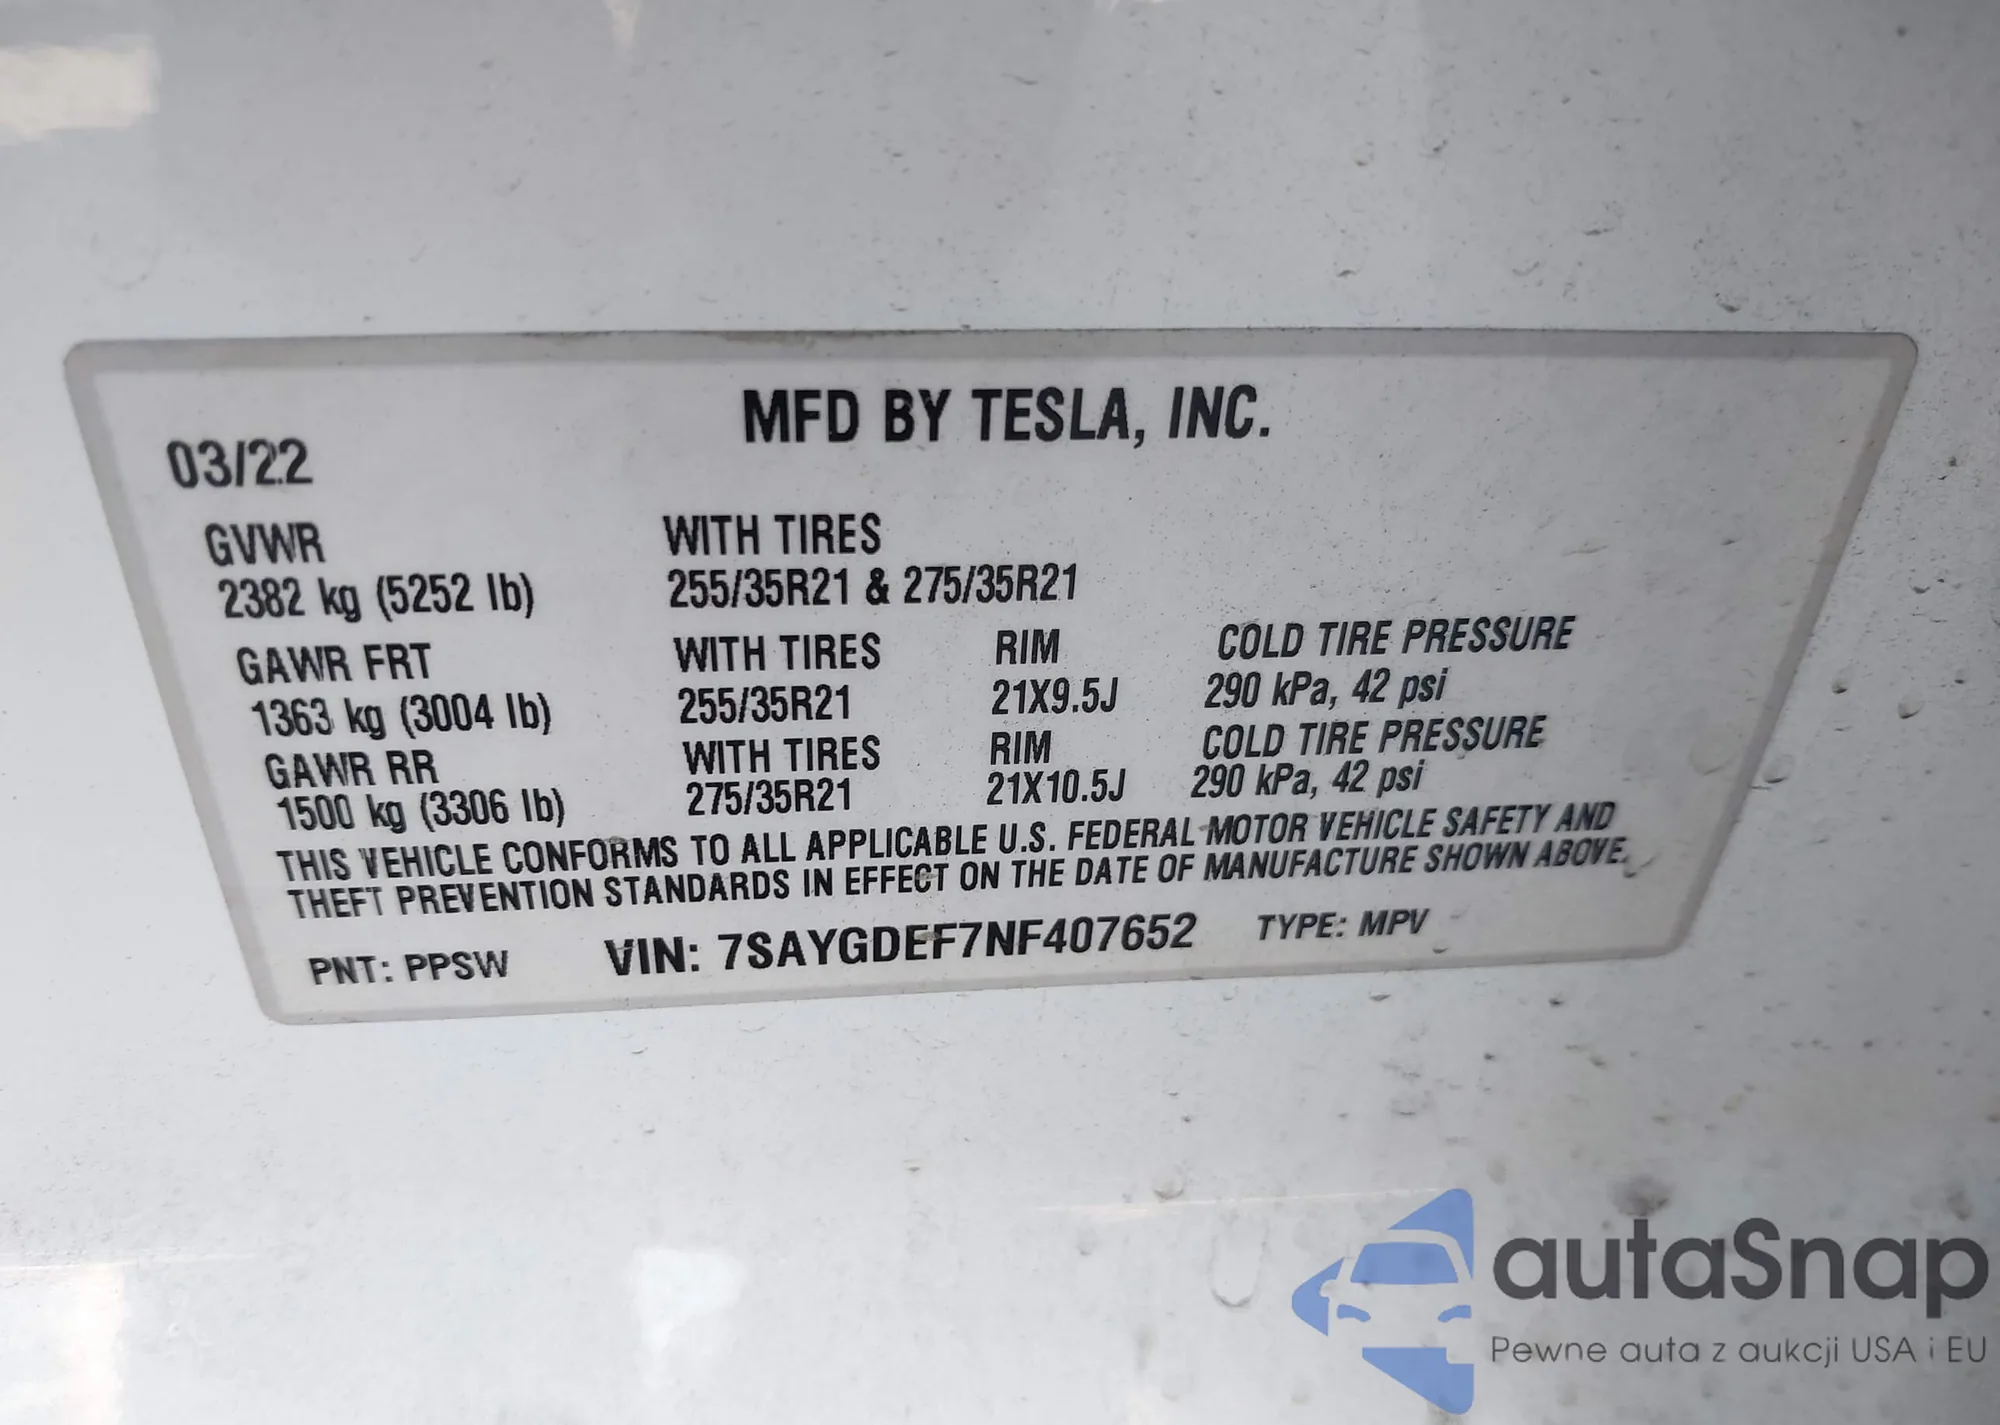 MFD BY TESLA, INC.
03/22
GVWR WITH TIRES
2382 kg (5252 lb) 255/35R21 & 275/35R21
GAWR FRT WITH TIRES RIM COLD TIRE PRESSURE
1363 kg (3004 lb) 255/35R21 21X9.5J 290 kPa, 42 psi
GAWR RR WITH TIRES RIM COLD TIRE PRESSURE
1500 kg (3306 lb) 275/35R21 21X10.5J 290 kPa, 42 psi
THIS VEHICLE CONFORMS TO ALL APPLICABLE U.S. FEDERAL MOTOR VEHICLE SAFETY AND
THEFT PREVENTION STANDARDS IN EFFECT ON THE DATE OF MANUFACTURE SHOWN ABOVE.
PNT: PPSW VIN: 7SAYGDEF7NF407652 TYPE: MPV
autaSnap
Pewne auta z aukcji USA i EU